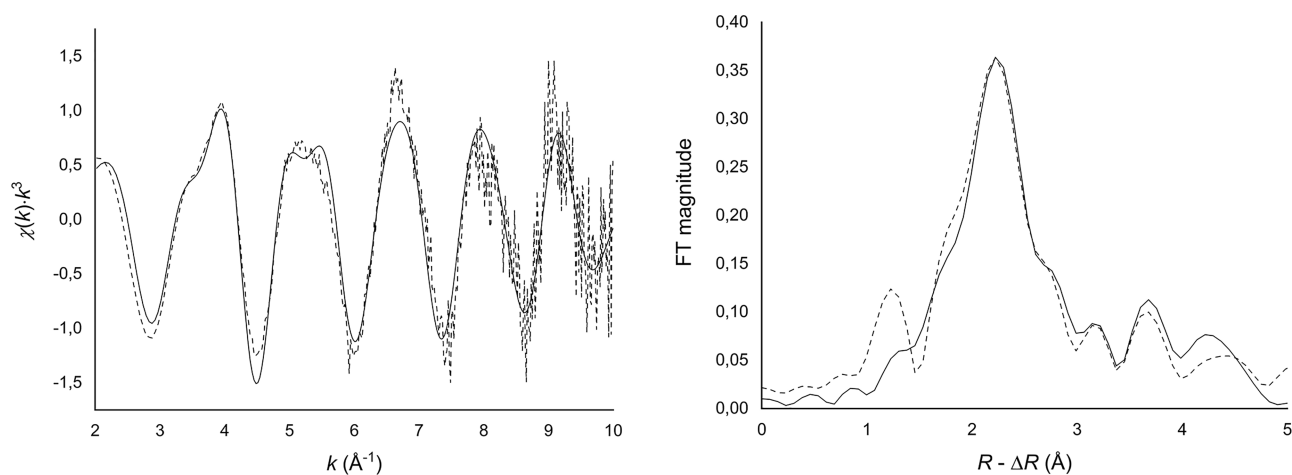 1,5
1,0
0,5
0,0
-0,5
-1,0
-1,5
χ(k)·k³
2 3 4 5 6 7 8 9 10
k (Å⁻¹)
0,40
0,35
0,30
0,25
0,20
0,15
0,10
0,05
0,00
FT magnitude
0 1 2 3 4 5
R - ΔR (Å)